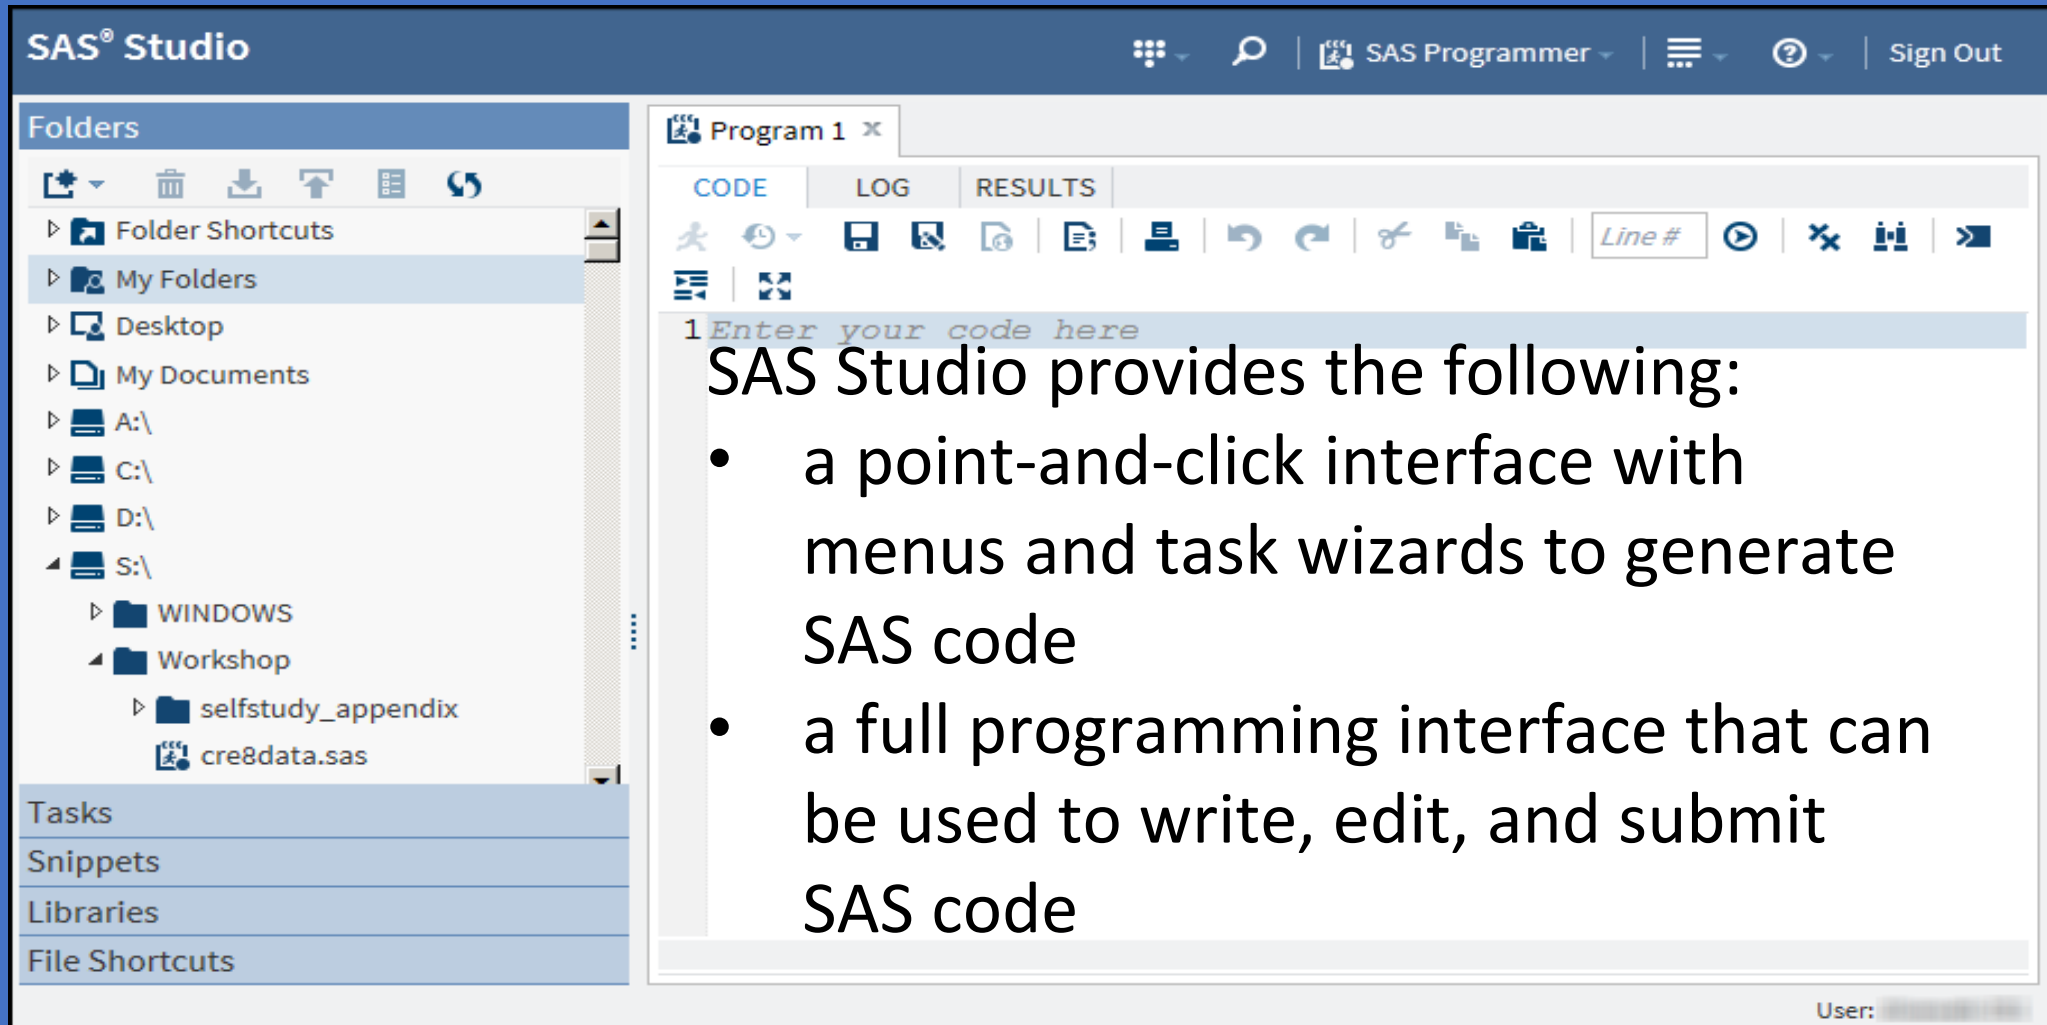 SAS® Studio
SAS Programmer
Sign Out
Folders
Folder Shortcuts
My Folders
Desktop
My Documents
A:\
C:\
D:\
S:\
WINDOWS
Workshop
selfstudy_appendix
cre8data.sas
Tasks
Snippets
Libraries
File Shortcuts
Program 1
CODE LOG RESULTS
Line #
1 Enter your code here
SAS Studio provides the following:
• a point-and-click interface with
menus and task wizards to generate
SAS code
• a full programming interface that can
be used to write, edit, and submit
SAS code
User: